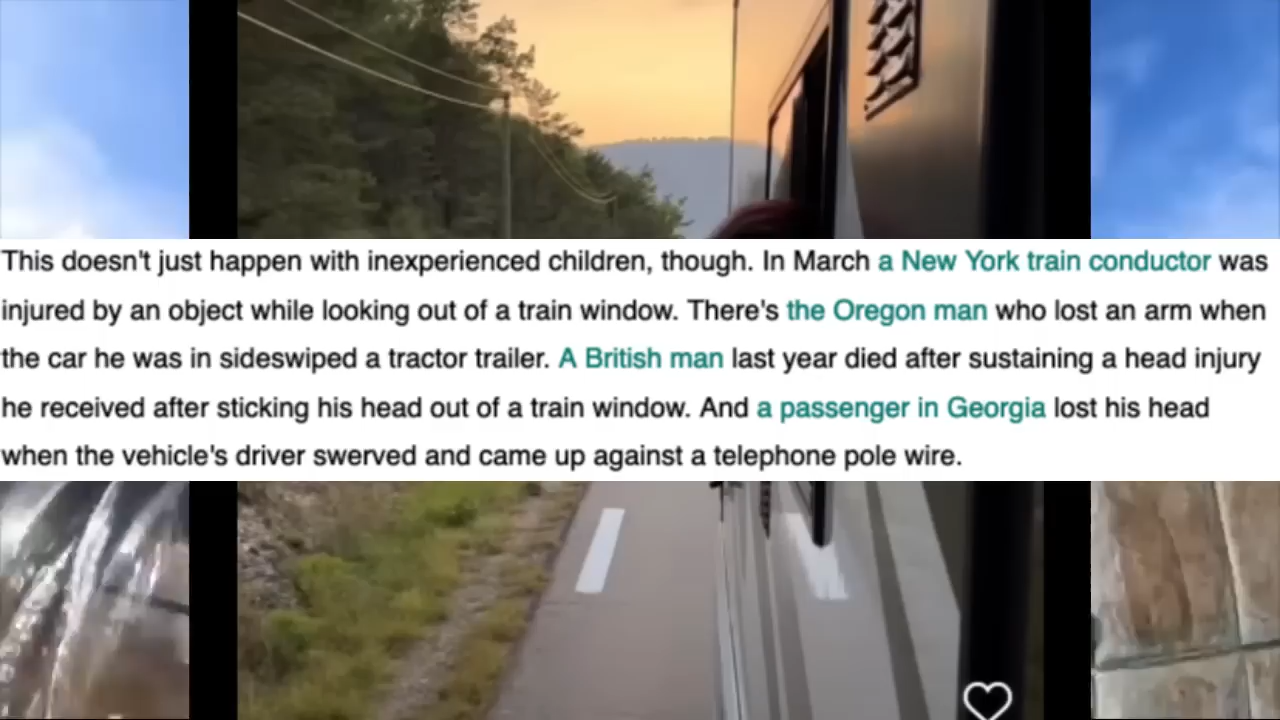 This doesn't just happen with inexperienced children, though. In March a New York train conductor was
injured by an object while looking out of a train window. There's the Oregon man who lost an arm when
the car he was in sideswiped a tractor trailer. A British man last year died after sustaining a head injury
he received after sticking his head out of a train window. And a passenger in Georgia lost his head
when the vehicle's driver swerved and came up against a telephone pole wire.